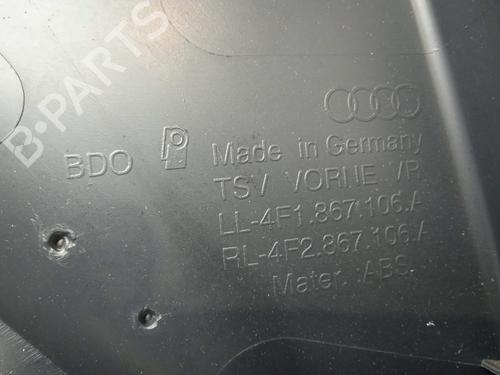 B-PARTS
BDO
Made in Germany
TSV VORNE VR
LL-4F1.867.106.A
RL-4F2.867.106.A
Mater. ABS